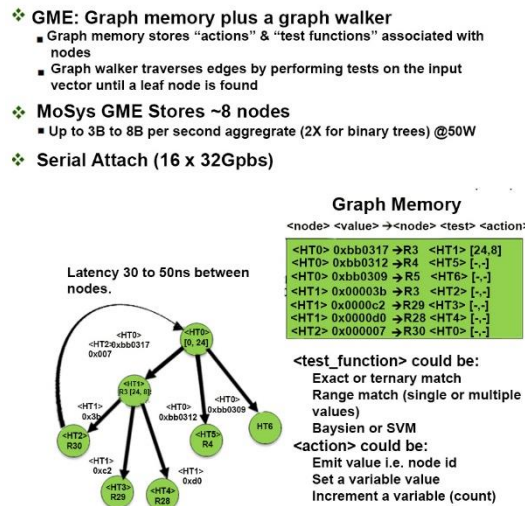 GME: Graph memory plus a graph walker
Graph memory stores “actions” & “test functions” associated with
nodes
Graph walker traverses edges by performing tests on the input
vector until a leaf node is found
MoSys GME Stores ~8 nodes
Up to 3B to 8B per second aggregrate (2X for binary trees) @50W
Serial Attach (16 x 32Gpbs)
Graph Memory
<node> <value> →<node> <test> <action>
<HT0> 0xbb0317 →R3 <HT1> [24,8]
<HT0> 0xbb0312 →R4 <HT5> [-,-]
<HT0> 0xbb0309 →R5 <HT6> [-,-]
<HT1> 0x00003b →R3 <HT2> [-,-]
<HT1> 0x0000c2 →R29 <HT3> [-,-]
<HT1> 0x0000d0 →R28 <HT4> [-,-]
<HT2> 0x000007 →R30 <HT0> [-,-]
Latency 30 to 50ns between
nodes.
<HT0>
0xbb0317
<HT2>
0x007
<HT0>
[0, 24]
<HT1>
R3 [24, 8]
<HT0>
0xbb0312
<HT0>
0xbb0309
<HT1>
0x3b
<HT2>
R30
<HT5>
R4
HT6
<HT1>
0xc2
<HT1>
0xd0
<HT3>
R29
<HT4>
R28
<test_function> could be:
Exact or ternary match
Range match (single or multiple
values)
Baysien or SVM
<action> could be:
Emit value i.e. node id
Set a variable value
Increment a variable (count)